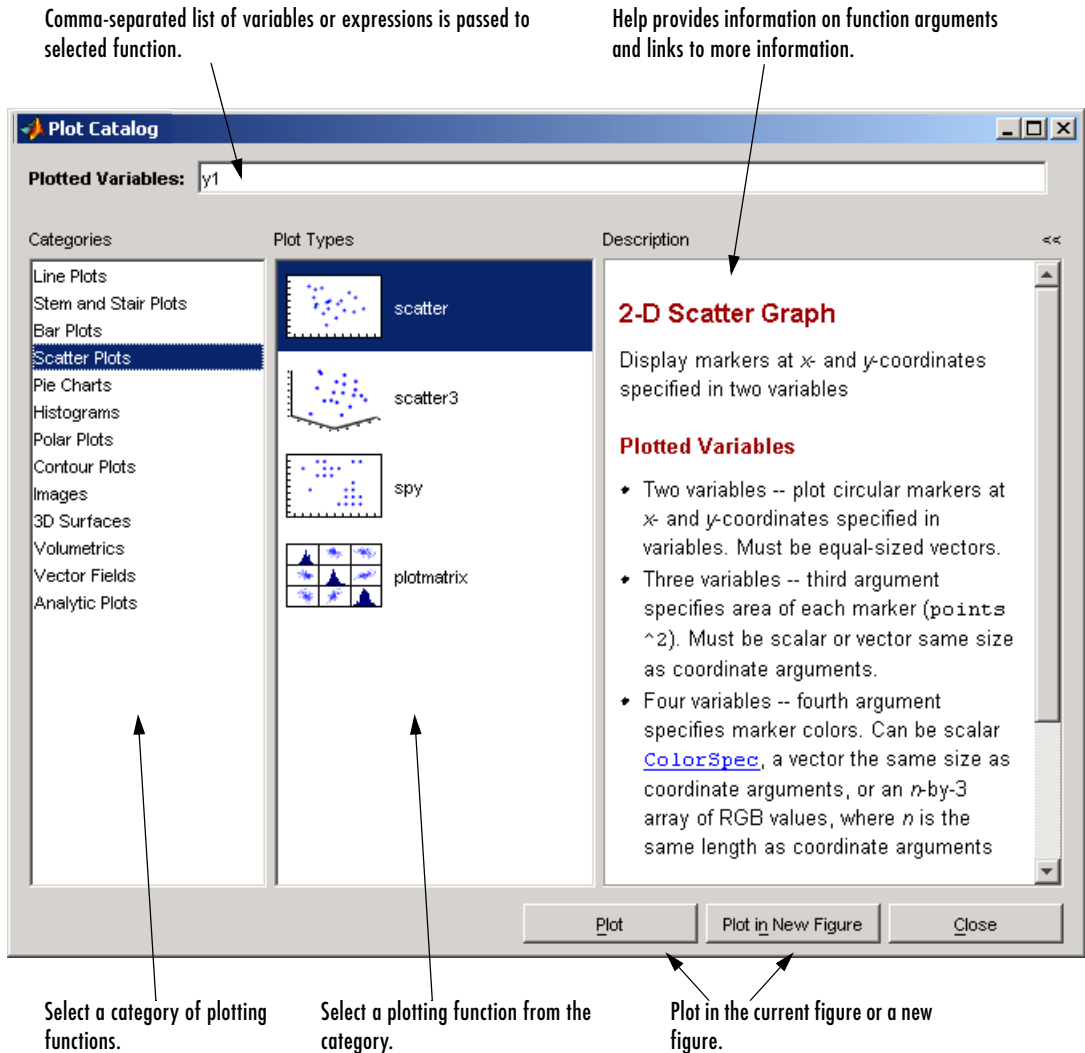 Comma-separated list of variables or expressions is passed to
selected function.
Help provides information on function arguments
and links to more information.
Plot Catalog
Plotted Variables: y1
Categories
Line Plots
Stem and Stair Plots
Bar Plots
Scatter Plots
Pie Charts
Histograms
Polar Plots
Contour Plots
Images
3D Surfaces
Volumetrics
Vector Fields
Analytic Plots
Plot Types
scatter
scatter3
spy
plotmatrix
Description <<
2-D Scatter Graph
Display markers at x- and y-coordinates
specified in two variables
Plotted Variables
• Two variables -- plot circular markers at
x- and y-coordinates specified in
variables. Must be equal-sized vectors.
• Three variables -- third argument
specifies area of each marker (points
^2). Must be scalar or vector same size
as coordinate arguments.
• Four variables -- fourth argument
specifies marker colors. Can be scalar
ColorSpec, a vector the same size as
coordinate arguments, or an n-by-3
array of RGB values, where n is the
same length as coordinate arguments
Plot
Plot in New Figure
Close
Select a category of plotting
functions.
Select a plotting function from the
category.
Plot in the current figure or a new
figure.